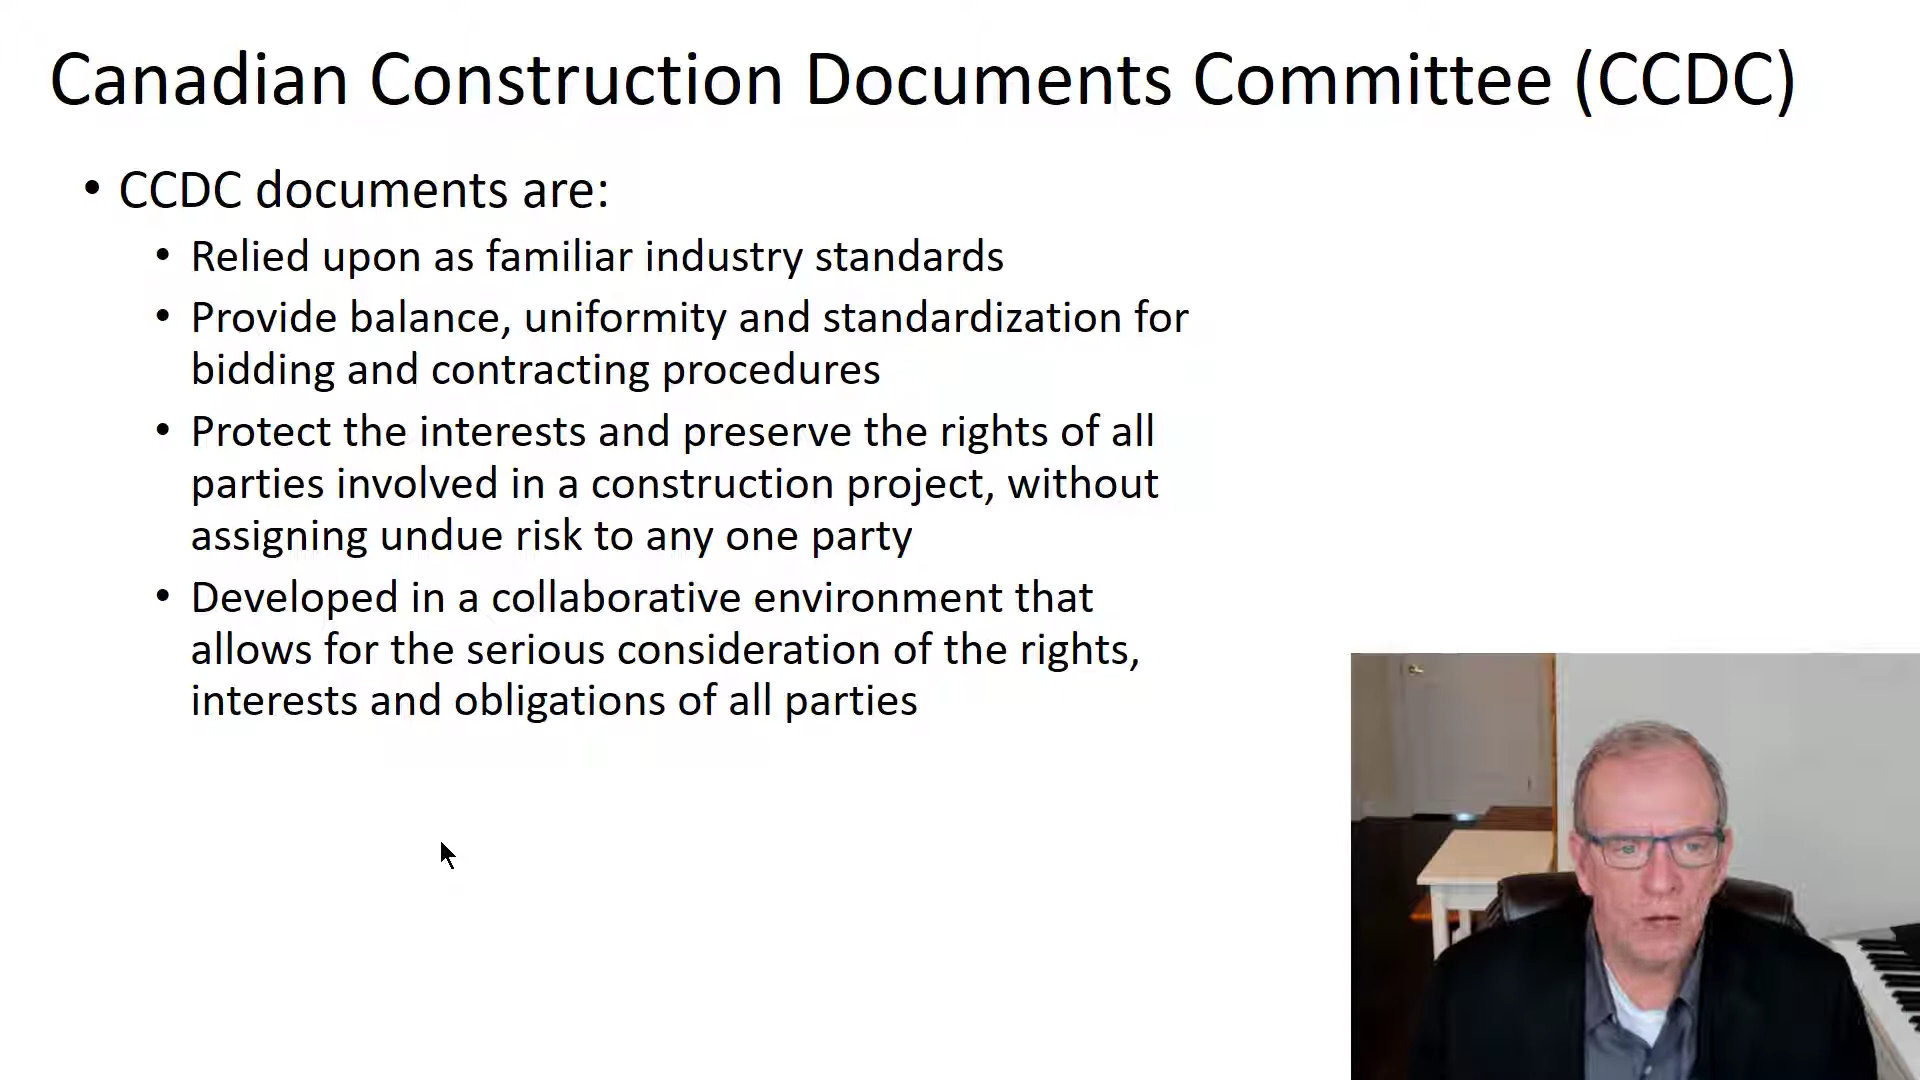 Canadian Construction Documents Committee (CCDC)
• CCDC documents are:
• Relied upon as familiar industry standards
• Provide balance, uniformity and standardization for
bidding and contracting procedures
• Protect the interests and preserve the rights of all
parties involved in a construction project, without
assigning undue risk to any one party
• Developed in a collaborative environment that
allows for the serious consideration of the rights,
interests and obligations of all parties